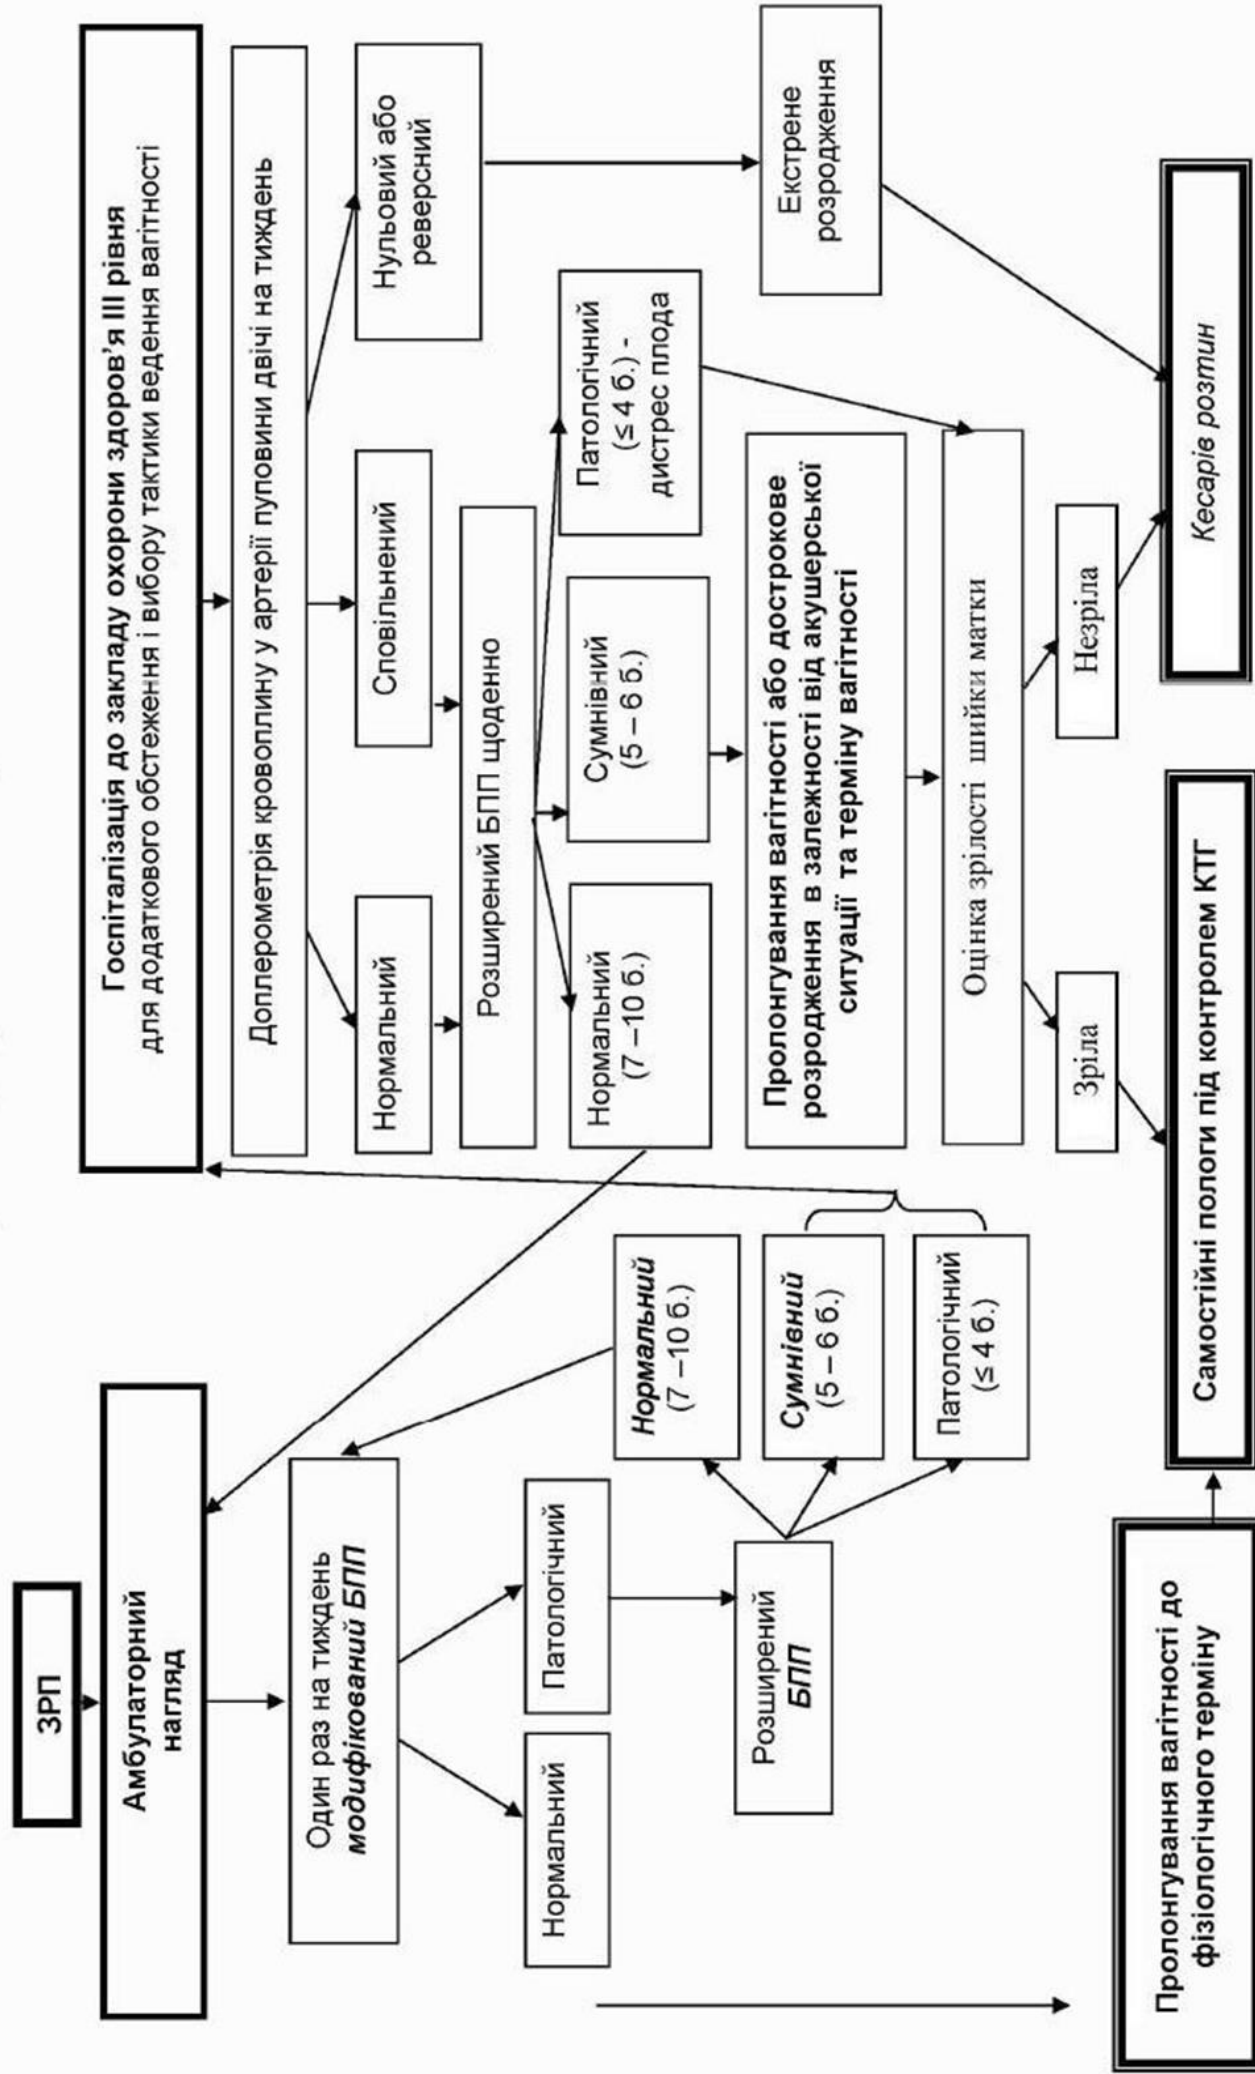 ЗРП
Амбулаторний
нагляд
Один раз на тиждень
модифікований БПП
Нормальний
Патологічний
Розширений
БПП
Нормальний
(7 –10 б.)
Сумнівний
(5 – 6 б.)
Патологічний
(≤ 4 б.)
Пролонгування вагітності до
фізіологічного терміну
Госпіталізація до закладу охорони здоров'я III рівня
для додаткового обстеження і вибору тактики ведення вагітності
Доплерометрія кровоплину у артерії пуповини двічі на тиждень
Нормальний
Сповільнений
Нульовий або
реверсний
Розширений БПП щоденно
Нормальний
(7 –10 б.)
Сумнівний
(5 – 6 б.)
Патологічний
(≤ 4 б.) -
дистрес плода
Екстрене
розродження
Пролонгування вагітності або дострокове
розродження в залежності від акушерської
ситуації та терміну вагітності
Оцінка зрілості шийки матки
Зріла
Незріла
Самостійні пологи під контролем КТГ
Кесарів розтин